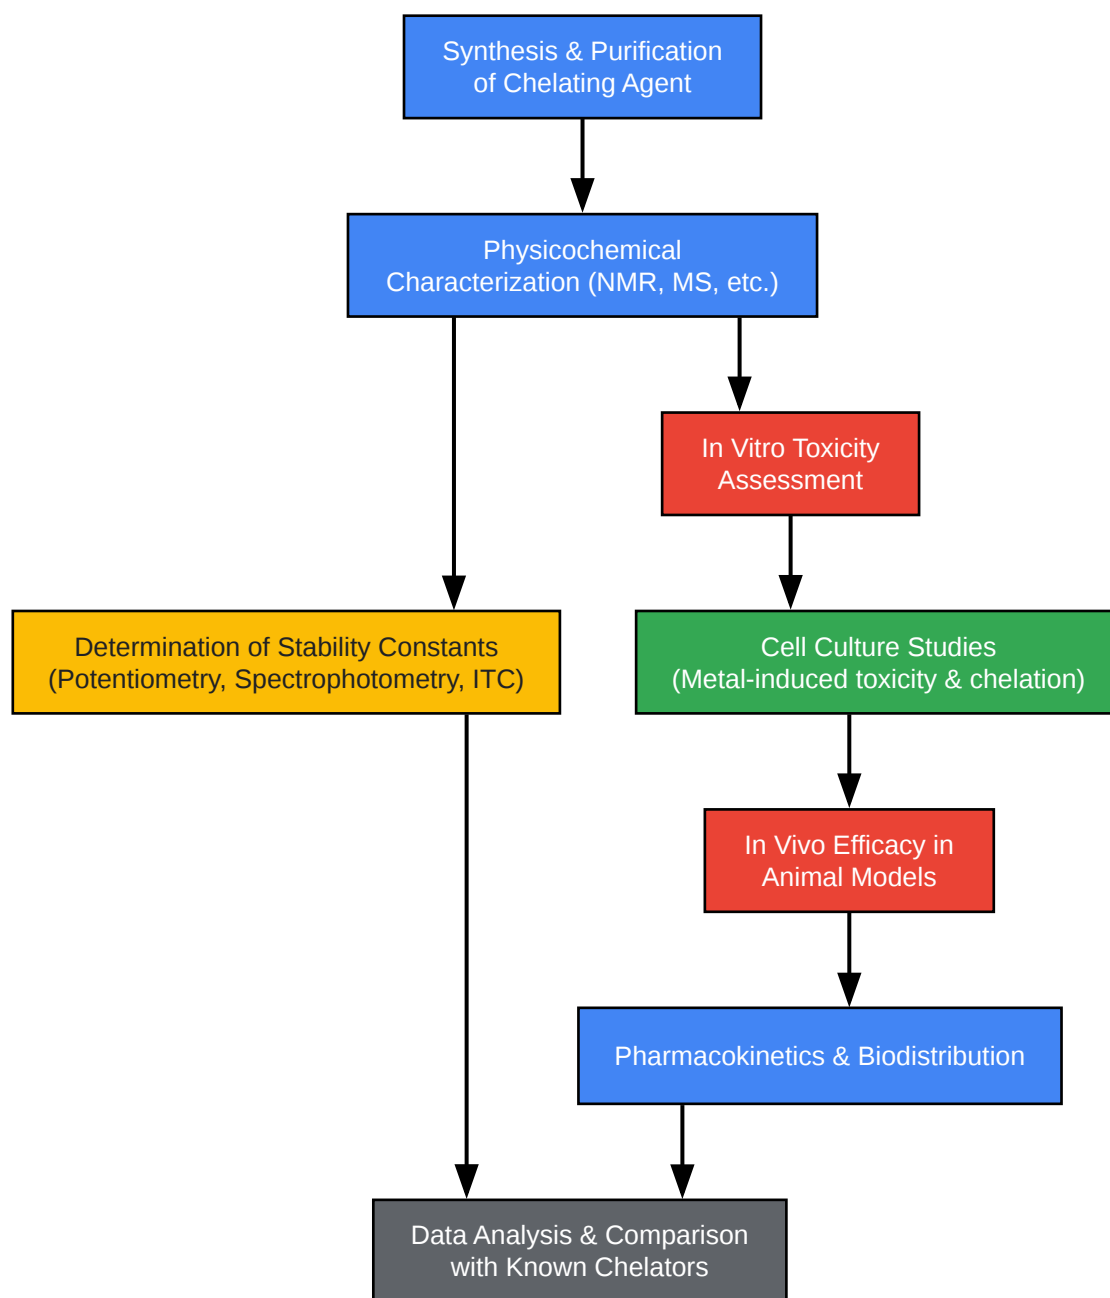 Synthesis & Purification
of Chelating Agent
Physicochemical
Characterization (NMR, MS, etc.)
In Vitro Toxicity
Assessment
Determination of Stability Constants
(Potentiometry, Spectrophotometry, ITC)
Cell Culture Studies
(Metal-induced toxicity & chelation)
In Vivo Efficacy in
Animal Models
Pharmacokinetics & Biodistribution
Data Analysis & Comparison
with Known Chelators